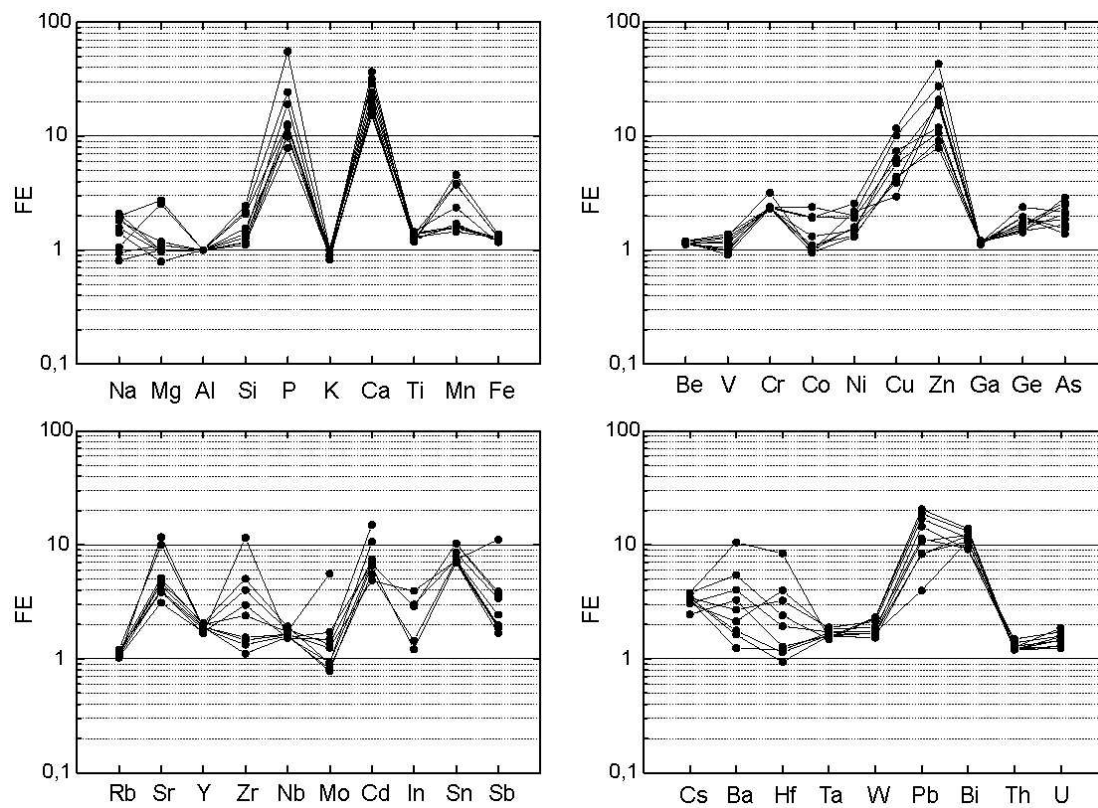 100
10
FE
1
0,1
Na Mg Al Si P K Ca Ti Mn Fe
100
10
FE
1
0,1
Be V Cr Co Ni Cu Zn Ga Ge As
100
10
FE
1
0,1
Rb Sr Y Zr Nb Mo Cd In Sn Sb
100
10
FE
1
0,1
Cs Ba Hf Ta W Pb Bi Th U